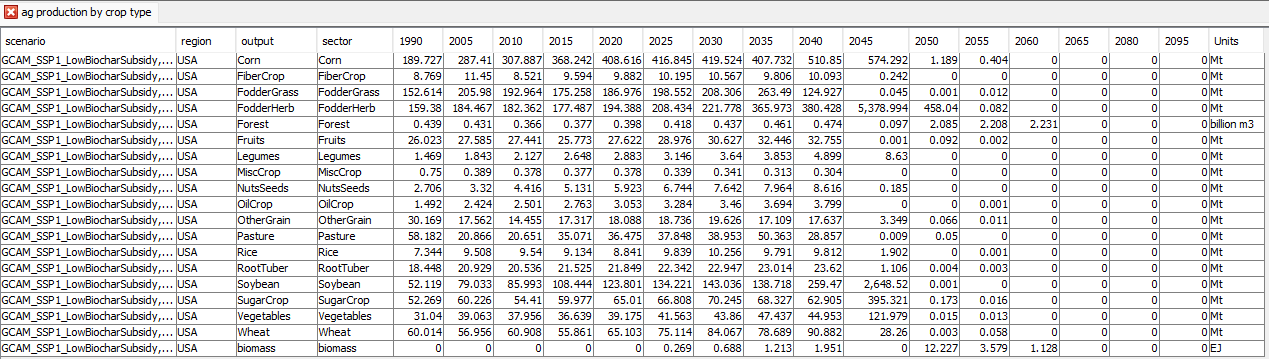 ag production by crop type
scenario region output sector 1990 2005 2010 2015 2020 2025 2030 2035 2040 2045 2050 2055 2060 2065 2080 2095 Units
GCAM_SSP1_LowBiocharSubsidy,... USA Corn Corn 189.727 287.41 307.887 368.242 408.616 416.845 419.524 407.732 510.85 574.292 1.189 0.404 0 0 0 0 Mt
GCAM_SSP1_LowBiocharSubsidy,... USA FiberCrop FiberCrop 8.769 11.45 8.521 9.594 9.882 10.195 10.567 9.806 10.093 0.242 0 0 0 0 0 0 Mt
GCAM_SSP1_LowBiocharSubsidy,... USA FodderGrass FodderGrass 152.614 205.98 192.964 175.258 186.976 198.552 208.306 263.49 124.927 0.045 0.001 0.012 0 0 0 0 Mt
GCAM_SSP1_LowBiocharSubsidy,... USA FodderHerb FodderHerb 159.38 184.467 182.362 177.487 194.388 208.434 221.778 365.973 380.428 5,378.994 458.04 0.082 0 0 0 0 Mt
GCAM_SSP1_LowBiocharSubsidy,... USA Forest Forest 0.439 0.431 0.366 0.377 0.398 0.418 0.437 0.461 0.474 0.097 2.085 2.208 2.231 0 0 0 billion m3
GCAM_SSP1_LowBiocharSubsidy,... USA Fruits Fruits 26.023 27.585 27.441 25.773 27.622 28.976 30.627 32.446 32.755 0.001 0.092 0.002 0 0 0 0 Mt
GCAM_SSP1_LowBiocharSubsidy,... USA Legumes Legumes 1.469 1.843 2.127 2.648 2.883 3.146 3.64 3.853 4.899 8.63 0 0 0 0 0 0 Mt
GCAM_SSP1_LowBiocharSubsidy,... USA MiscCrop MiscCrop 0.75 0.389 0.378 0.377 0.378 0.339 0.341 0.313 0.304 0 0 0 0 0 0 0 Mt
GCAM_SSP1_LowBiocharSubsidy,... USA NutsSeeds NutsSeeds 2.706 3.32 4.416 5.131 5.923 6.744 7.642 7.964 8.616 0.185 0 0 0 0 0 0 Mt
GCAM_SSP1_LowBiocharSubsidy,... USA OilCrop OilCrop 1.492 2.424 2.501 2.763 3.053 3.284 3.46 3.694 3.799 0 0 0.001 0 0 0 0 Mt
GCAM_SSP1_LowBiocharSubsidy,... USA OtherGrain OtherGrain 30.169 17.562 14.455 17.317 18.088 18.736 19.626 17.109 17.637 3.349 0.066 0.011 0 0 0 0 Mt
GCAM_SSP1_LowBiocharSubsidy,... USA Pasture Pasture 58.182 20.866 20.651 35.071 36.475 37.848 38.953 50.363 28.857 0.009 0.05 0 0 0 0 0 Mt
GCAM_SSP1_LowBiocharSubsidy,... USA Rice Rice 7.344 9.508 9.54 9.134 8.841 9.839 10.256 9.791 9.812 1.902 0 0.001 0 0 0 0 Mt
GCAM_SSP1_LowBiocharSubsidy,... USA RootTuber RootTuber 18.448 20.929 20.536 21.525 21.849 22.342 22.947 23.014 23.62 1.106 0.004 0.003 0 0 0 0 Mt
GCAM_SSP1_LowBiocharSubsidy,... USA Soybean Soybean 52.119 79.033 85.993 108.444 123.801 134.221 143.036 138.718 259.47 2,648.52 0.001 0 0 0 0 0 Mt
GCAM_SSP1_LowBiocharSubsidy,... USA SugarCrop SugarCrop 52.269 60.226 54.41 59.977 65.01 66.808 70.245 68.327 62.905 395.321 0.173 0.016 0 0 0 0 Mt
GCAM_SSP1_LowBiocharSubsidy,... USA Vegetables Vegetables 31.04 39.063 37.956 36.639 39.175 41.563 43.86 47.437 44.953 121.979 0.015 0.013 0 0 0 0 Mt
GCAM_SSP1_LowBiocharSubsidy,... USA Wheat Wheat 60.014 56.956 60.908 55.861 65.103 75.114 84.067 78.689 90.882 28.26 0.003 0.058 0 0 0 0 Mt
GCAM_SSP1_LowBiocharSubsidy,... USA biomass biomass 0 0 0 0 0 0.269 0.688 1.213 1.951 0 12.227 3.579 1.128 0 0 0 EJ